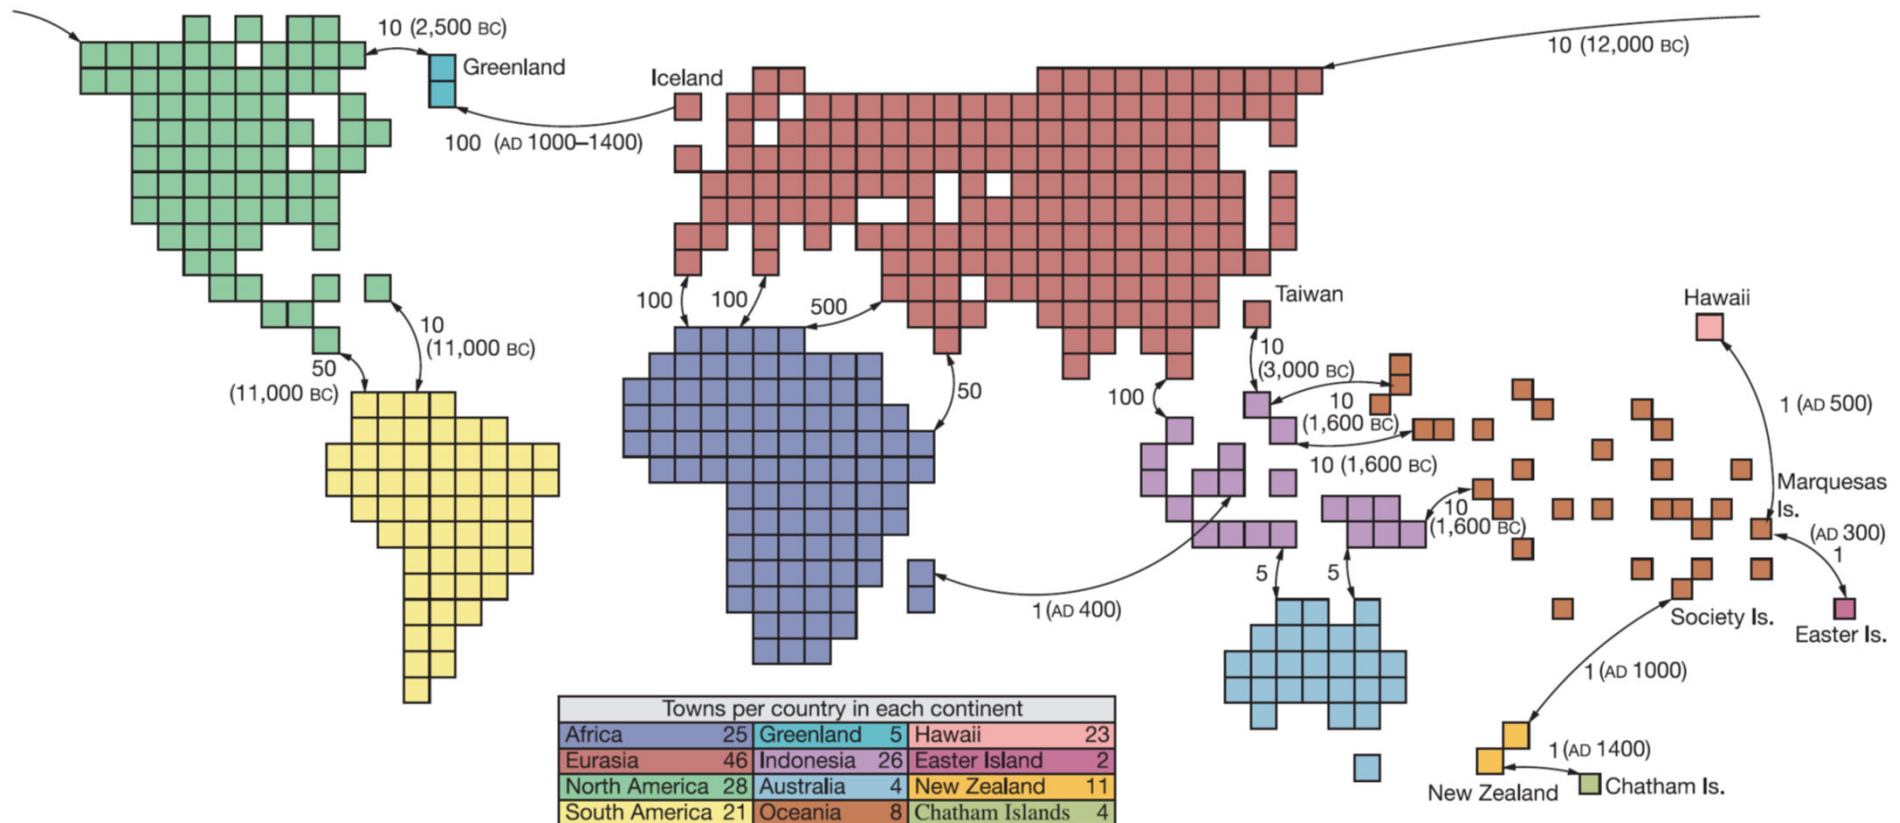 10 (2,500 BC)
Greenland
Iceland
10 (12,000 BC)
100 (AD 1000–1400)
100
100
500
Taiwan
Hawaii
10
(11,000 BC)
50
(11,000 BC)
10
(3,000 BC)
50
100
10
(1,600 BC)
1 (AD 500)
10 (1,600 BC)
Marquesas
Is.
10
(1,600 BC)
(AD 300)
1
5
5
1 (AD 400)
Society Is.
Easter Is.
1 (AD 1000)
1 (AD 1400)
New Zealand
Chatham Is.
Towns per country in each continent
Africa 25 Greenland 5 Hawaii 23
Eurasia 46 Indonesia 26 Easter Island 2
North America 28 Australia 4 New Zealand 11
South America 21 Oceania 8 Chatham Islands 4